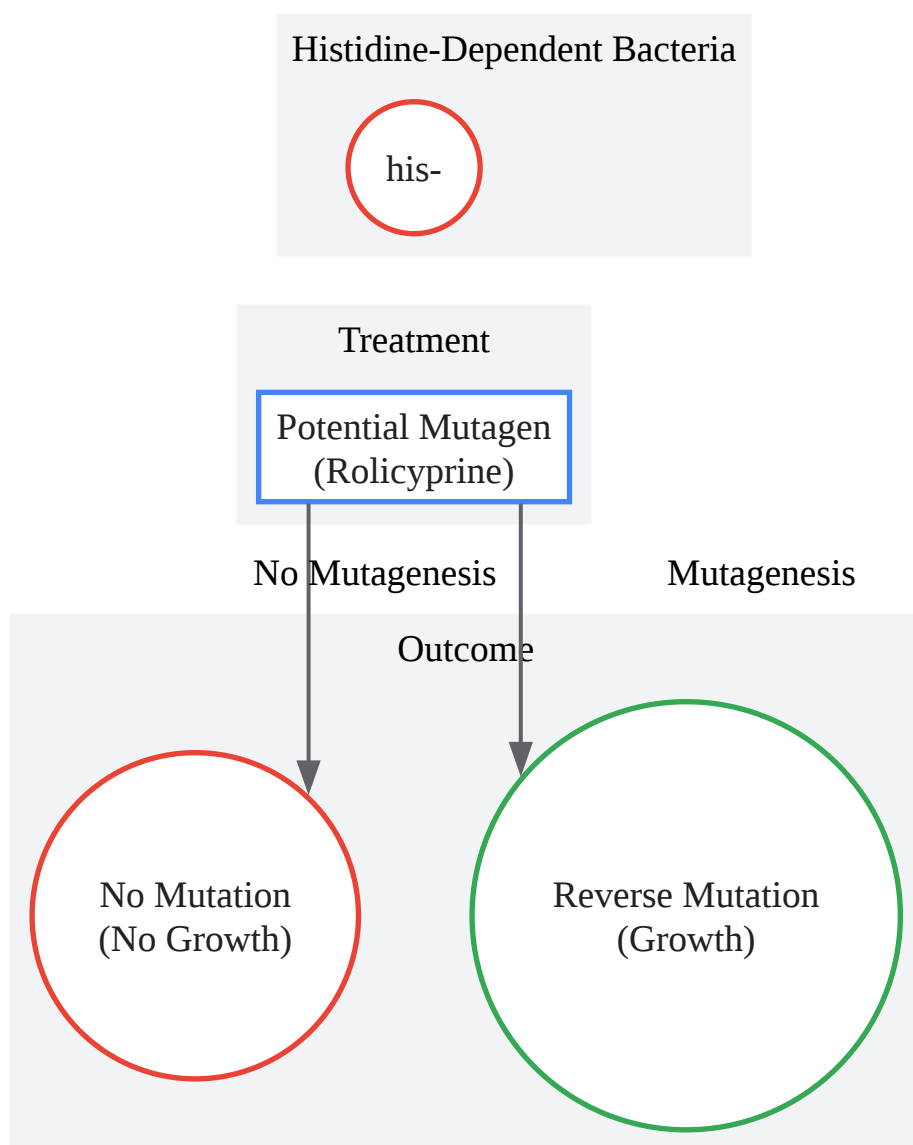 Histidine-Dependent Bacteria
his-
Treatment
Potential Mutagen
(Rolicyprine)
No Mutagenesis
Mutagenesis
Outcome
No Mutation
(No Growth)
Reverse Mutation
(Growth)